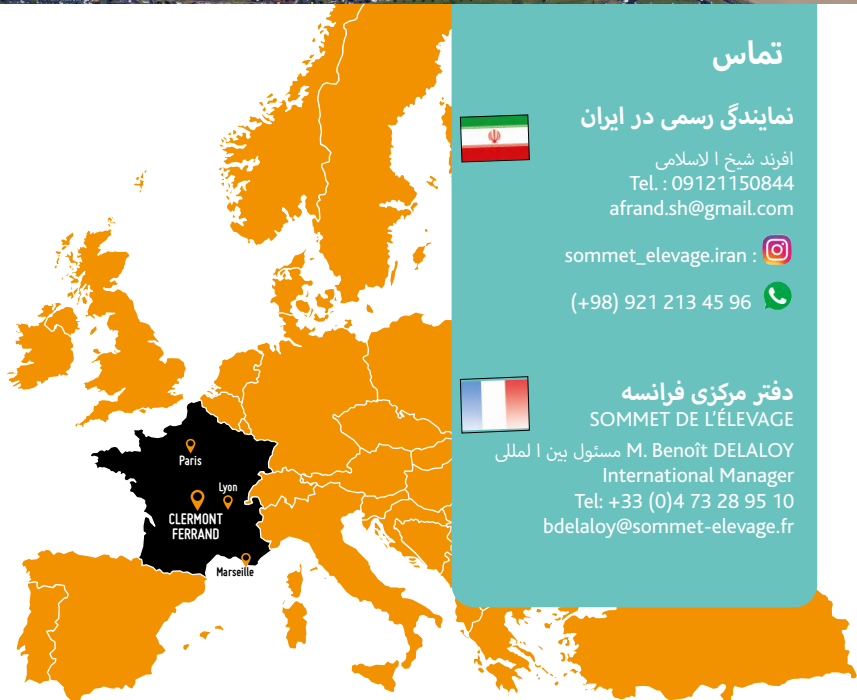 تماس
نمایندگی رسمی در ایران
افرند شیخ ا لاسلامی
Tel. : 09121150844
afrand.sh@gmail.com
sommet_elevage.iran :
(+98) 921 213 45 96
دفتر مرکزی فرانسه
SOMMET DE L'ÉLEVAGE
M. Benoît DELALOY مسئول بین ا لمللی
International Manager
Tel: +33 (0)4 73 28 95 10
bdelaloy@sommet-elevage.fr
Paris
Lyon
CLERMONT
FERRAND
Marseille